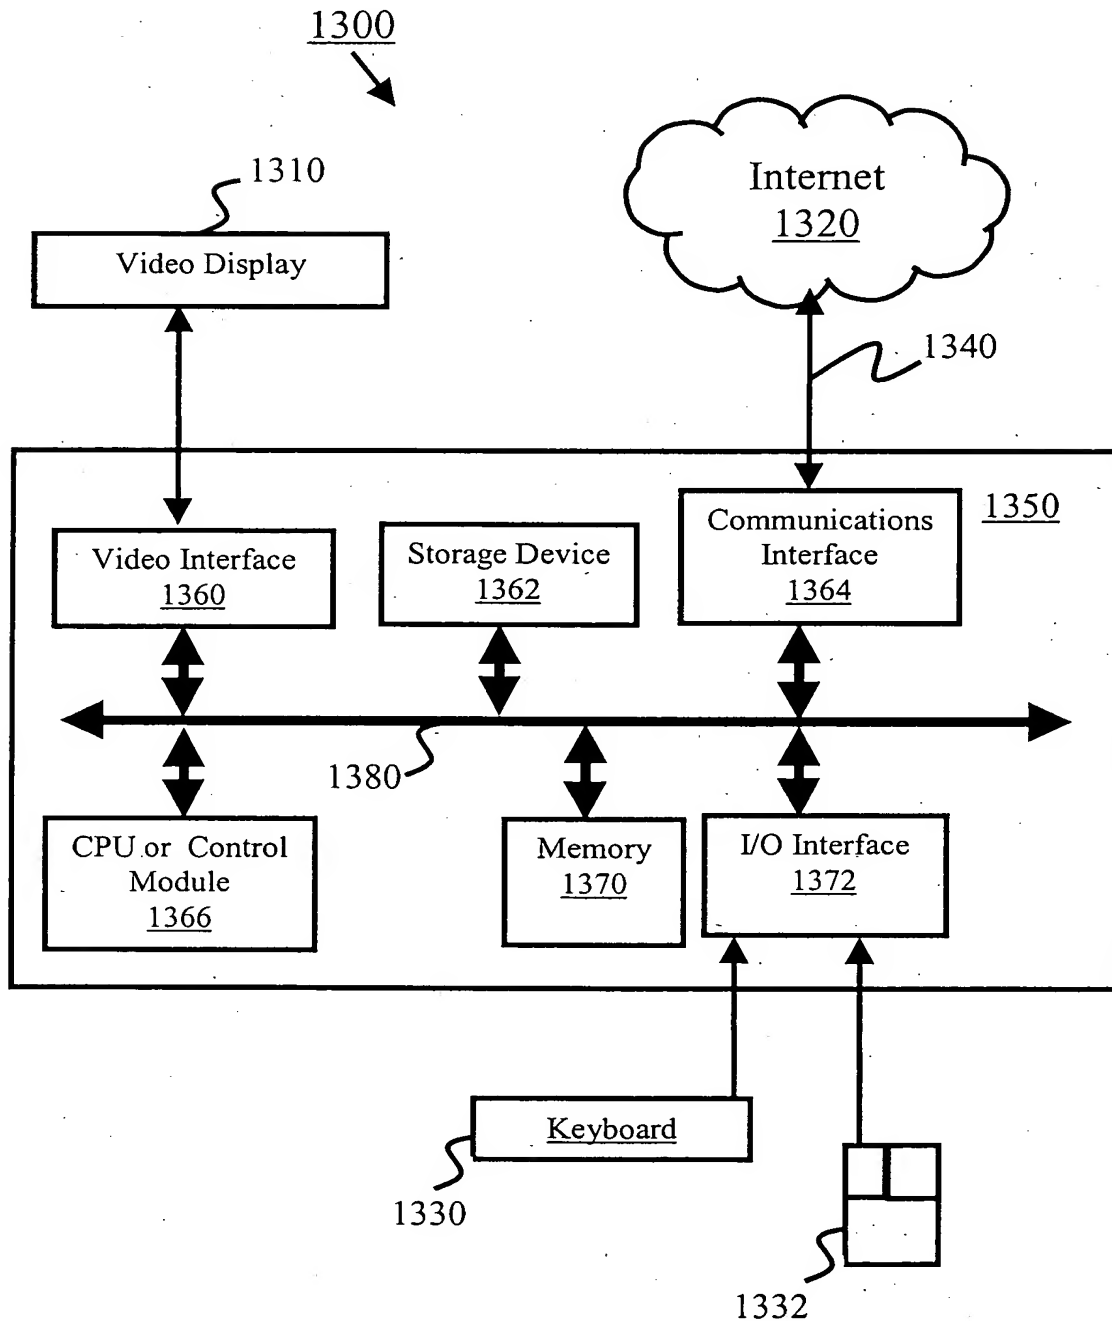 1300
1310
Internet
1320
Video Display
1340
1350
Communications
Interface
1364
Video Interface
1360
Storage Device
1362
1380
CPU or Control
Module
1366
Memory
1370
I/O Interface
1372
Keyboard
1330
1332